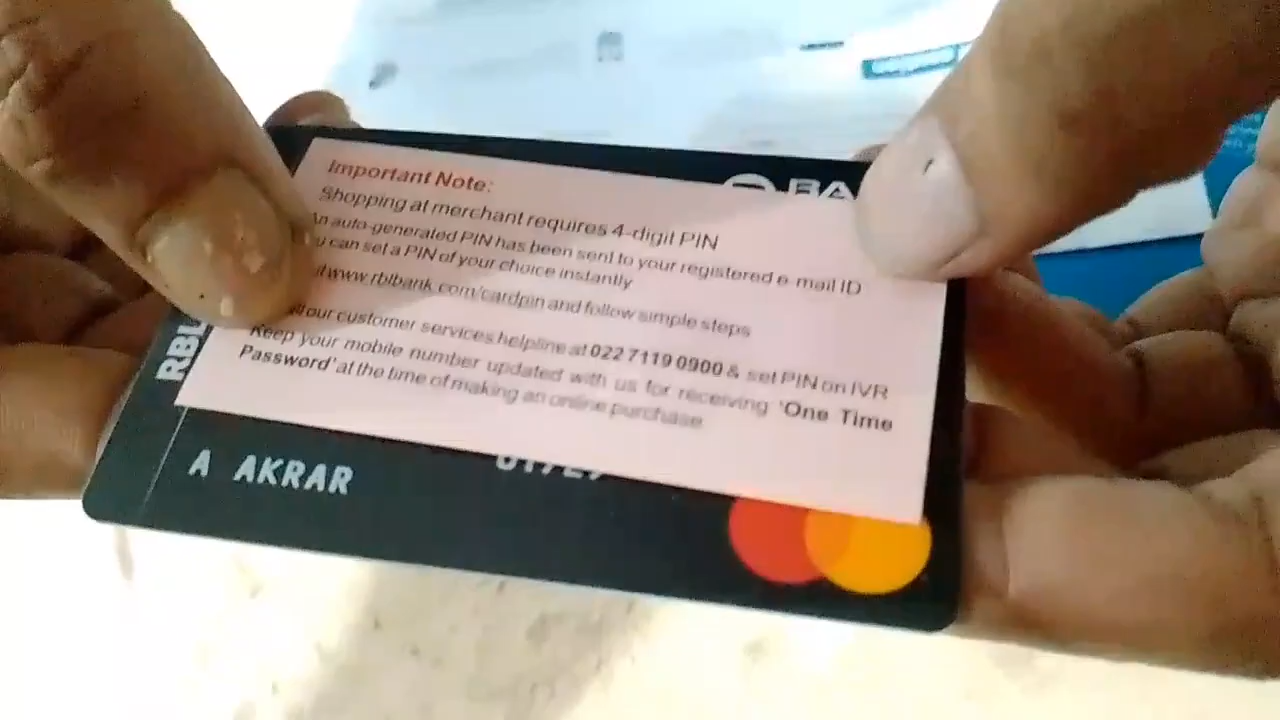 Important Note:
Shopping at merchant requires 4-digit PIN
An auto-generated PIN has been sent to your registered e-mail ID
can set a PIN of your choice instantly
www.rblbank.com/cardpin and follow simple steps
our customer services helpline at 022 7119 0900 & set PIN on IVR
Keep your mobile number updated with us for receiving 'One Time
Password' at the time of making an online purchase
RBL
A AKRAR